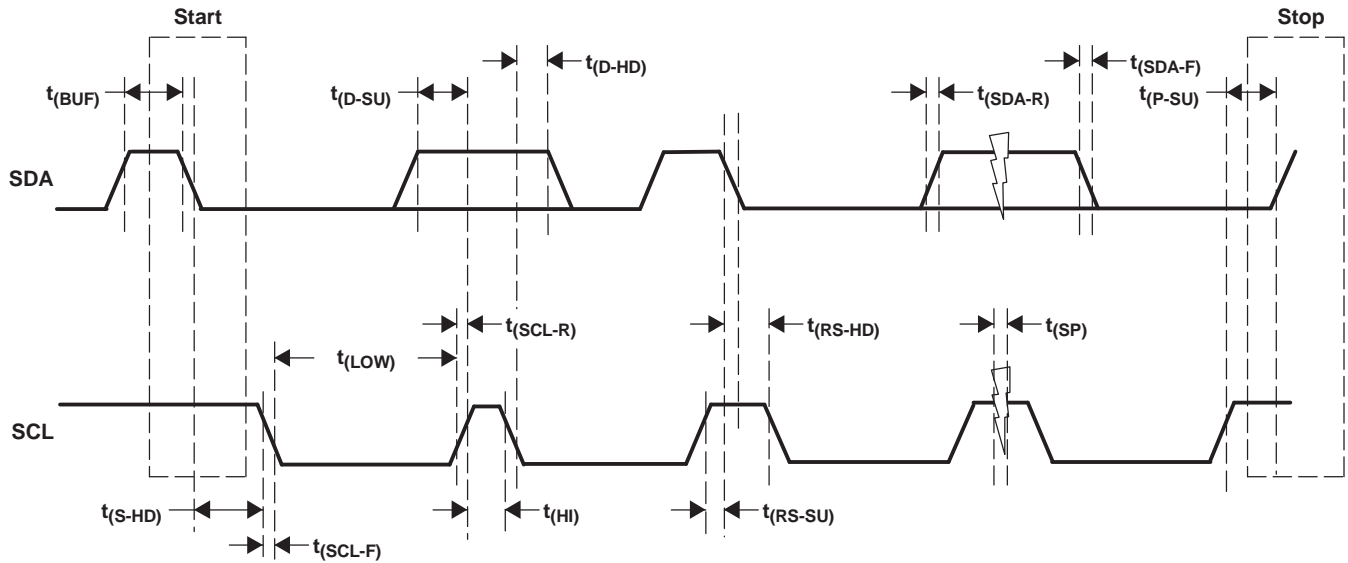 Start
Stop
t(BUF)
t(D-SU)
t(D-HD)
t(SDA-R)
t(SDA-F)
t(P-SU)
SDA
t(LOW)
t(SCL-R)
t(RS-HD)
t(SP)
SCL
t(S-HD)
t(SCL-F)
t(HI)
t(RS-SU)